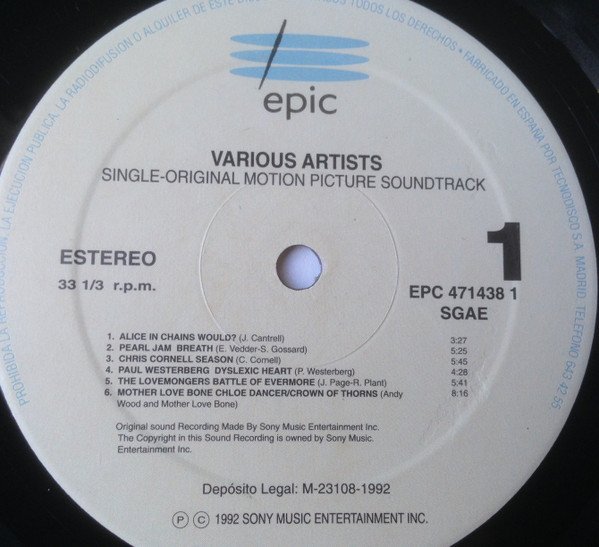 PROHIBIDA LA REPRODUCCION, LA EJECUCION PUBLICA, LA RADIODIFUSION O ALQUILER DE ESTE
TODOS LOS DERECHOS • FABRICADO EN ESPAÑA POR TECNODISCO S.A. MADRID. TELEFONO 643 42 56
epic
VARIOUS ARTISTS
SINGLE-ORIGINAL MOTION PICTURE SOUNDTRACK
ESTEREO
33 1/3 r.p.m.
1
EPC 471438 1
SGAE
1. ALICE IN CHAINS WOULD? (J. Cantrell) 3:27
2. PEARL JAM BREATH (E. Vedder-S. Gossard) 5:25
3. CHRIS CORNELL SEASON (C. Cornell) 5:45
4. PAUL WESTERBERG DYSLEXIC HEART (P. Westerberg) 4:28
5. THE LOVEMONGERS BATTLE OF EVERMORE (J. Page-R. Plant) 5:41
6. MOTHER LOVE BONE CHLOE DANCER/CROWN OF THORNS (Andy 8:16
Wood and Mother Love Bone)
Original sound Recording Made By Sony Music Entertainment Inc.
The Copyright in this Sound Recording is owned by Sony Music.
Entertainment Inc.
Depósito Legal: M-23108-1992
Ⓟ Ⓒ 1992 SONY MUSIC ENTERTAINMENT INC.